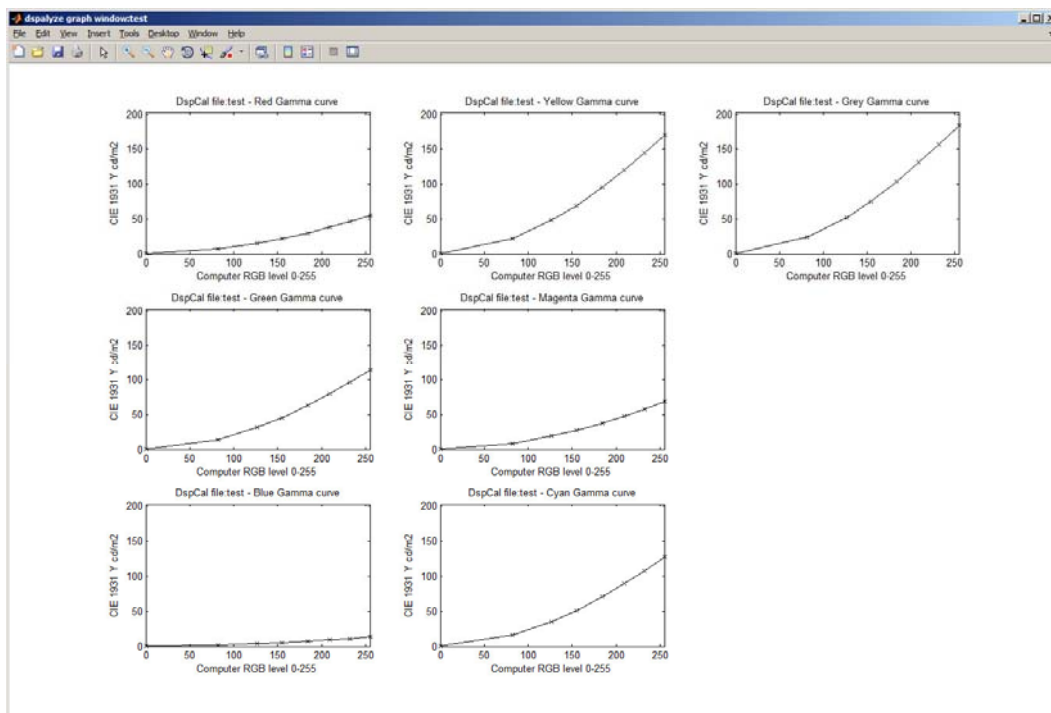 dspalyze graph window:test
File Edit View Insert Tools Desktop Window Help
DspCal file:test - Red Gamma curve
200
150
100
50
0
CIE 1931 Y cd/m2
0 50 100 150 200 250
Computer RGB level 0-255
DspCal file:test - Yellow Gamma curve
200
150
100
50
0
CIE 1931 Y cd/m2
0 50 100 150 200 250
Computer RGB level 0-255
DspCal file:test - Grey Gamma curve
200
150
100
50
0
CIE 1931 Y cd/m2
0 50 100 150 200 250
Computer RGB level 0-255
DspCal file:test - Green Gamma curve
200
150
100
50
0
CIE 1931 Y cd/m2
0 50 100 150 200 250
Computer RGB level 0-255
DspCal file:test - Magenta Gamma curve
200
150
100
50
0
CIE 1931 Y cd/m2
0 50 100 150 200 250
Computer RGB level 0-255
DspCal file:test - Blue Gamma curve
200
150
100
50
0
CIE 1931 Y cd/m2
0 50 100 150 200 250
Computer RGB level 0-255
DspCal file:test - Cyan Gamma curve
200
150
100
50
0
CIE 1931 Y cd/m2
0 50 100 150 200 250
Computer RGB level 0-255